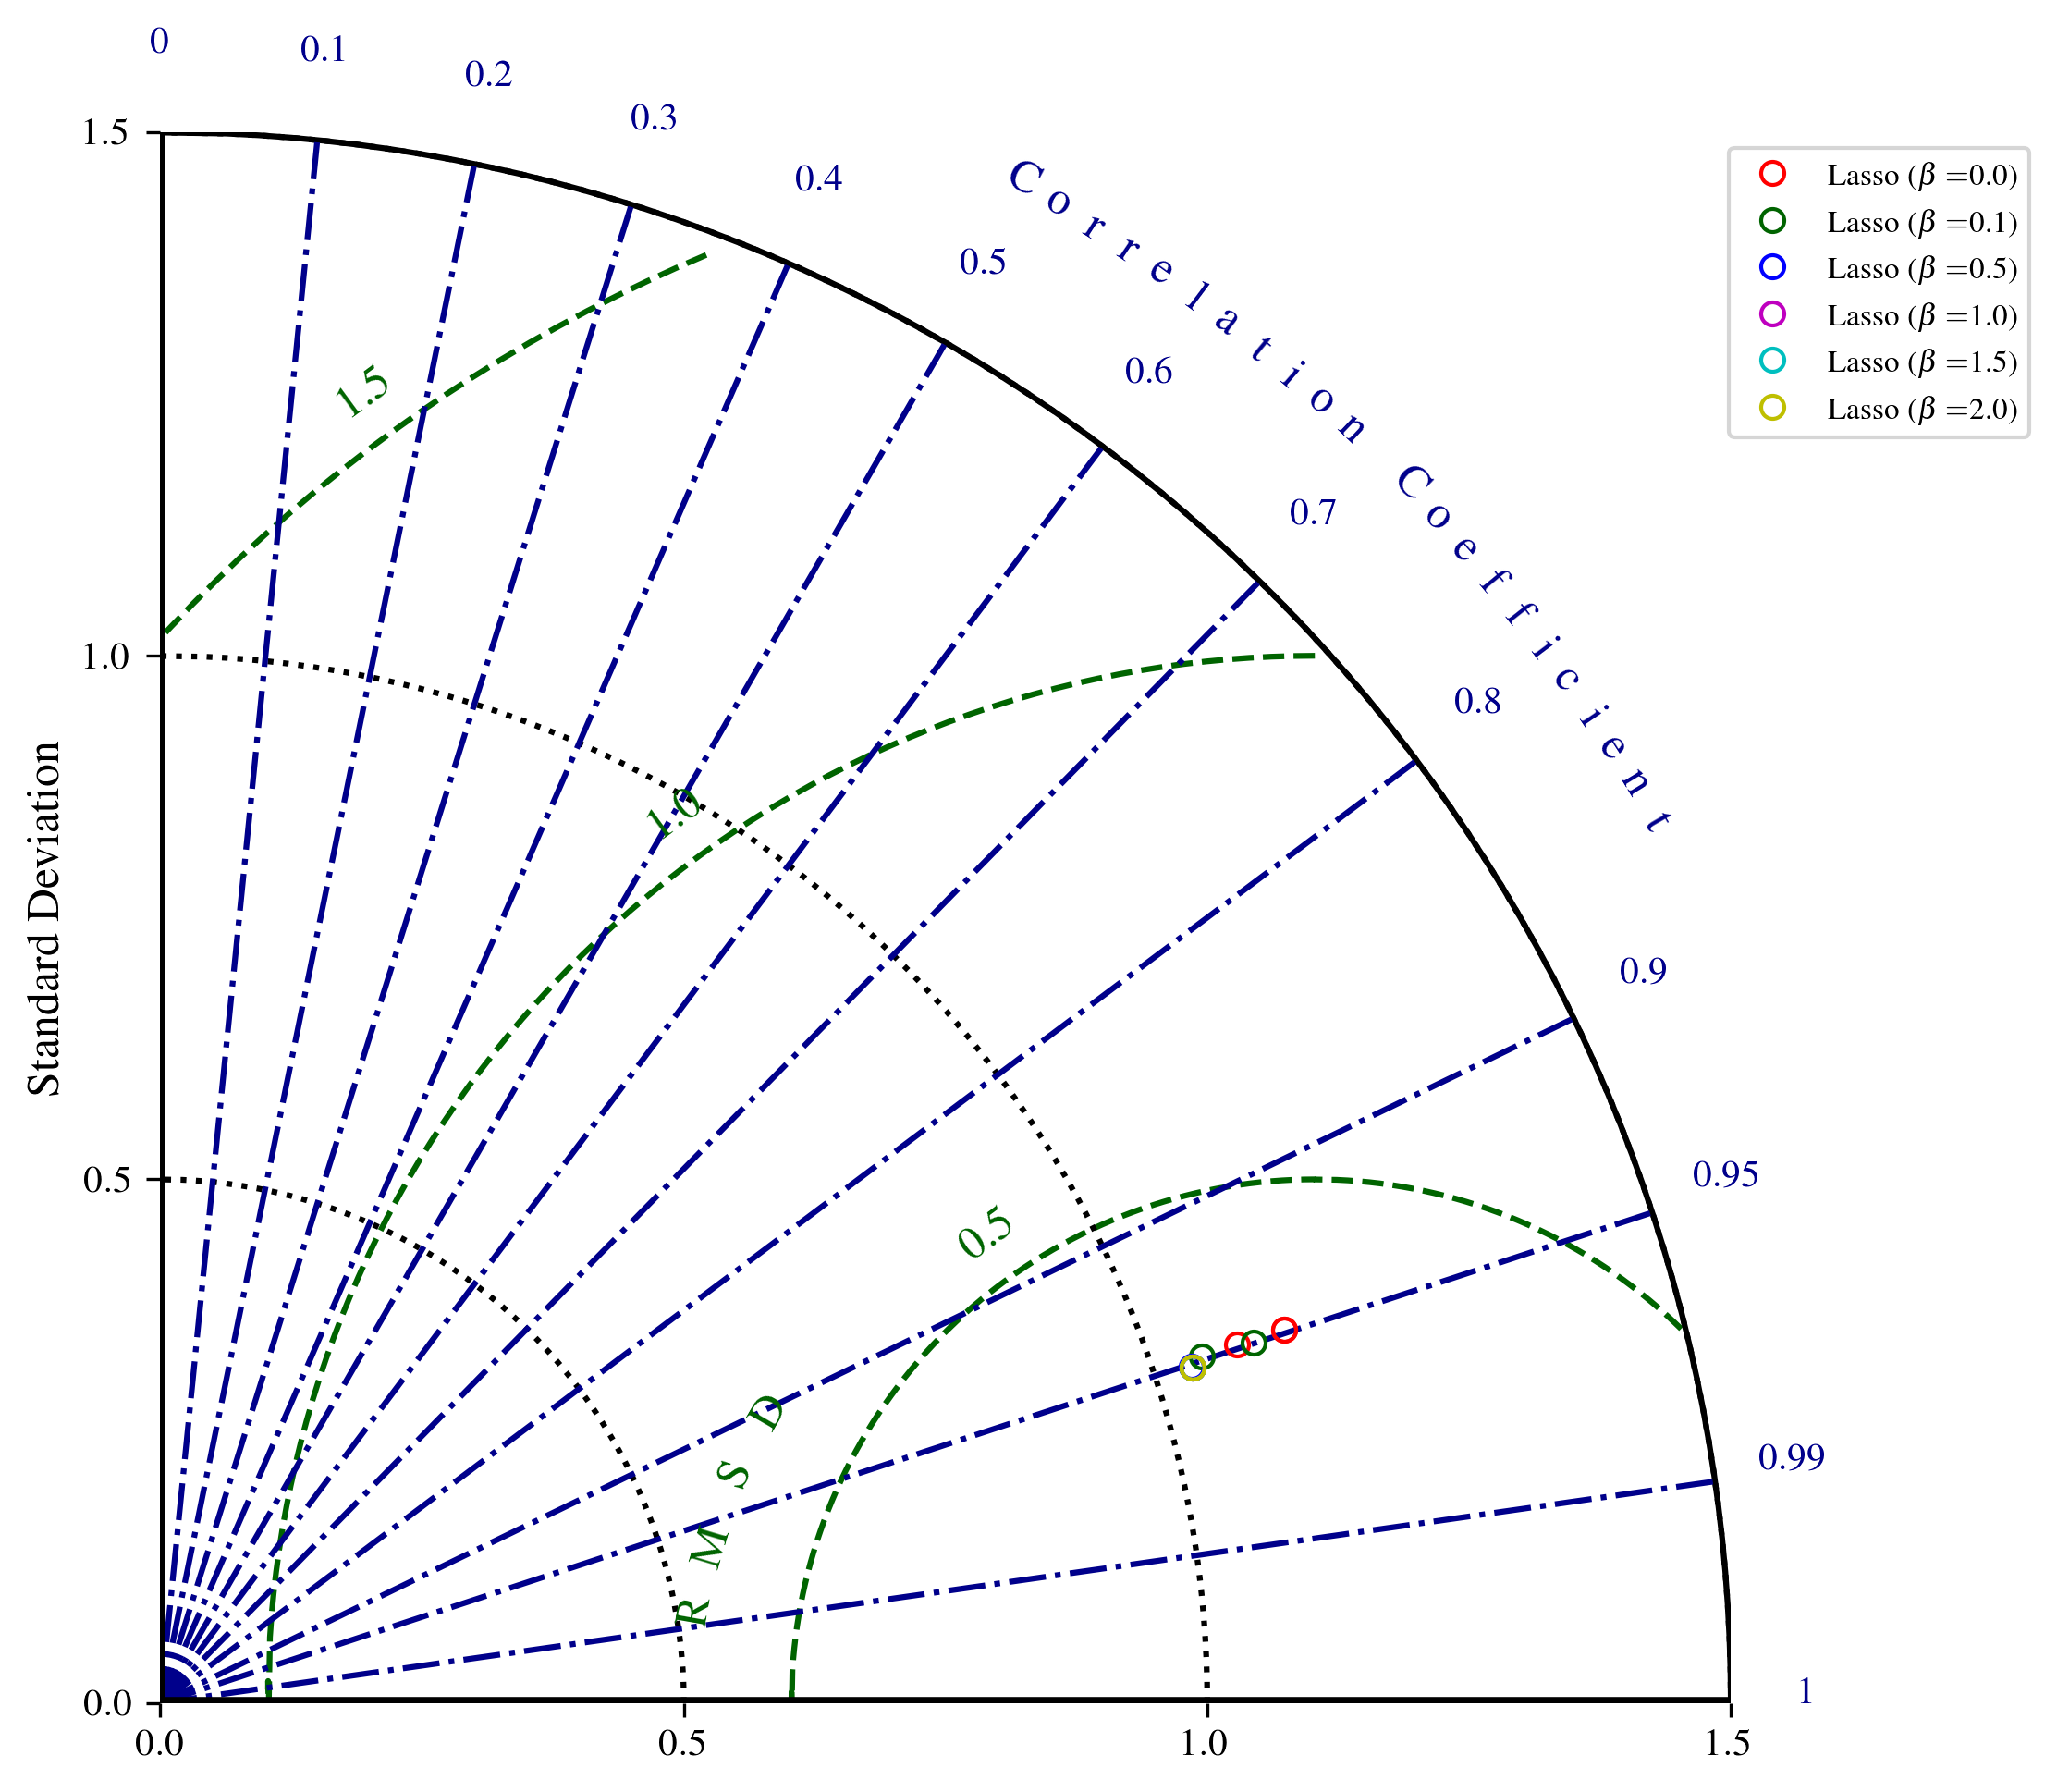 0
0.1
0.2
0.3
0.4
0.5
0.6
0.7
0.8
0.9
0.95
0.99
1
Correlation Coefficient
Lasso (β =0.0)
Lasso (β =0.1)
Lasso (β =0.5)
Lasso (β =1.0)
Lasso (β =1.5)
Lasso (β =2.0)
Standard Deviation
1.5
1.0
0.5
0.0
1.5
1.0
0.5
RMSD
0.0
0.5
1.0
1.5